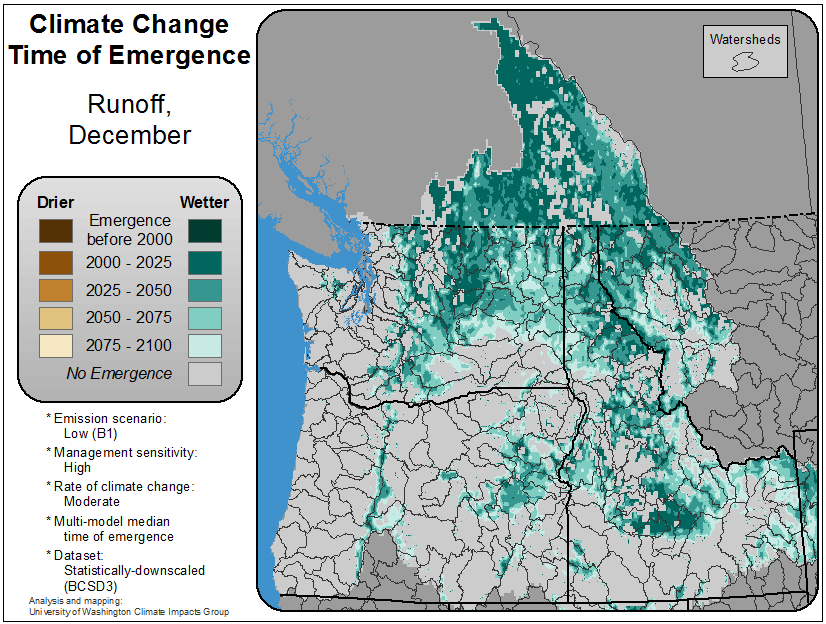 Climate Change
Time of Emergence
Runoff,
December
Drier
Wetter
Emergence
before 2000
2000 - 2025
2025 - 2050
2050 - 2075
2075 - 2100
No Emergence
* Emission scenario:
Low (B1)
* Management sensitivity:
High
* Rate of climate change:
Moderate
* Multi-model median
time of emergence
* Dataset:
Statistically-downscaled
(BCSD3)
Analysis and mapping:
University of Washington Climate Impacts Group
Watersheds